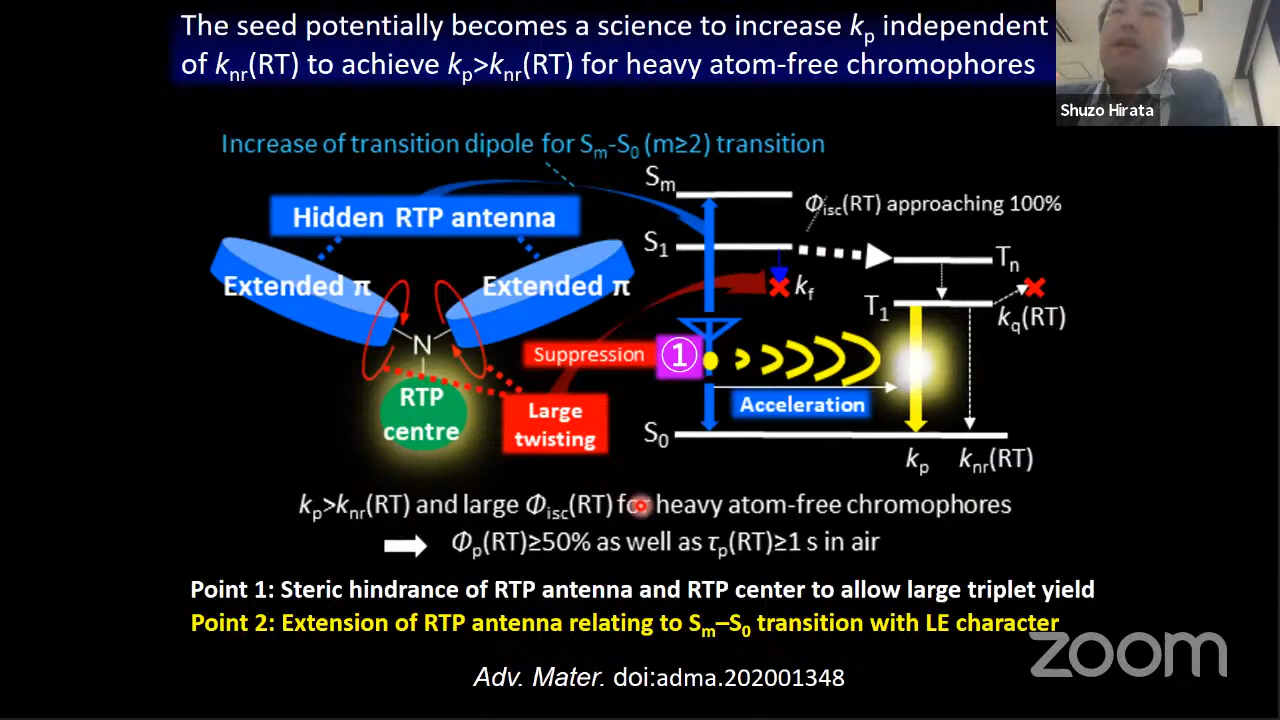 The seed potentially becomes a science to increase kp independent
of knr(RT) to achieve kp>knr(RT) for heavy atom-free chromophores
Shuzo Hirata
Increase of transition dipole for Sm-S0 (m≥2) transition
Hidden RTP antenna
Extended π
Extended π
N
RTP
centre
Large
twisting
Suppression
①
Acceleration
Sm
S1
S0
Φisc(RT) approaching 100%
Tn
T1
kf
kq(RT)
kp
knr(RT)
kp>knr(RT) and large Φisc(RT) for heavy atom-free chromophores
Φp(RT)≥50% as well as τp(RT)≥1 s in air
Point 1: Steric hindrance of RTP antenna and RTP center to allow large triplet yield
Point 2: Extension of RTP antenna relating to Sm–S0 transition with LE character
zoom
Adv. Mater. doi:adma.202001348